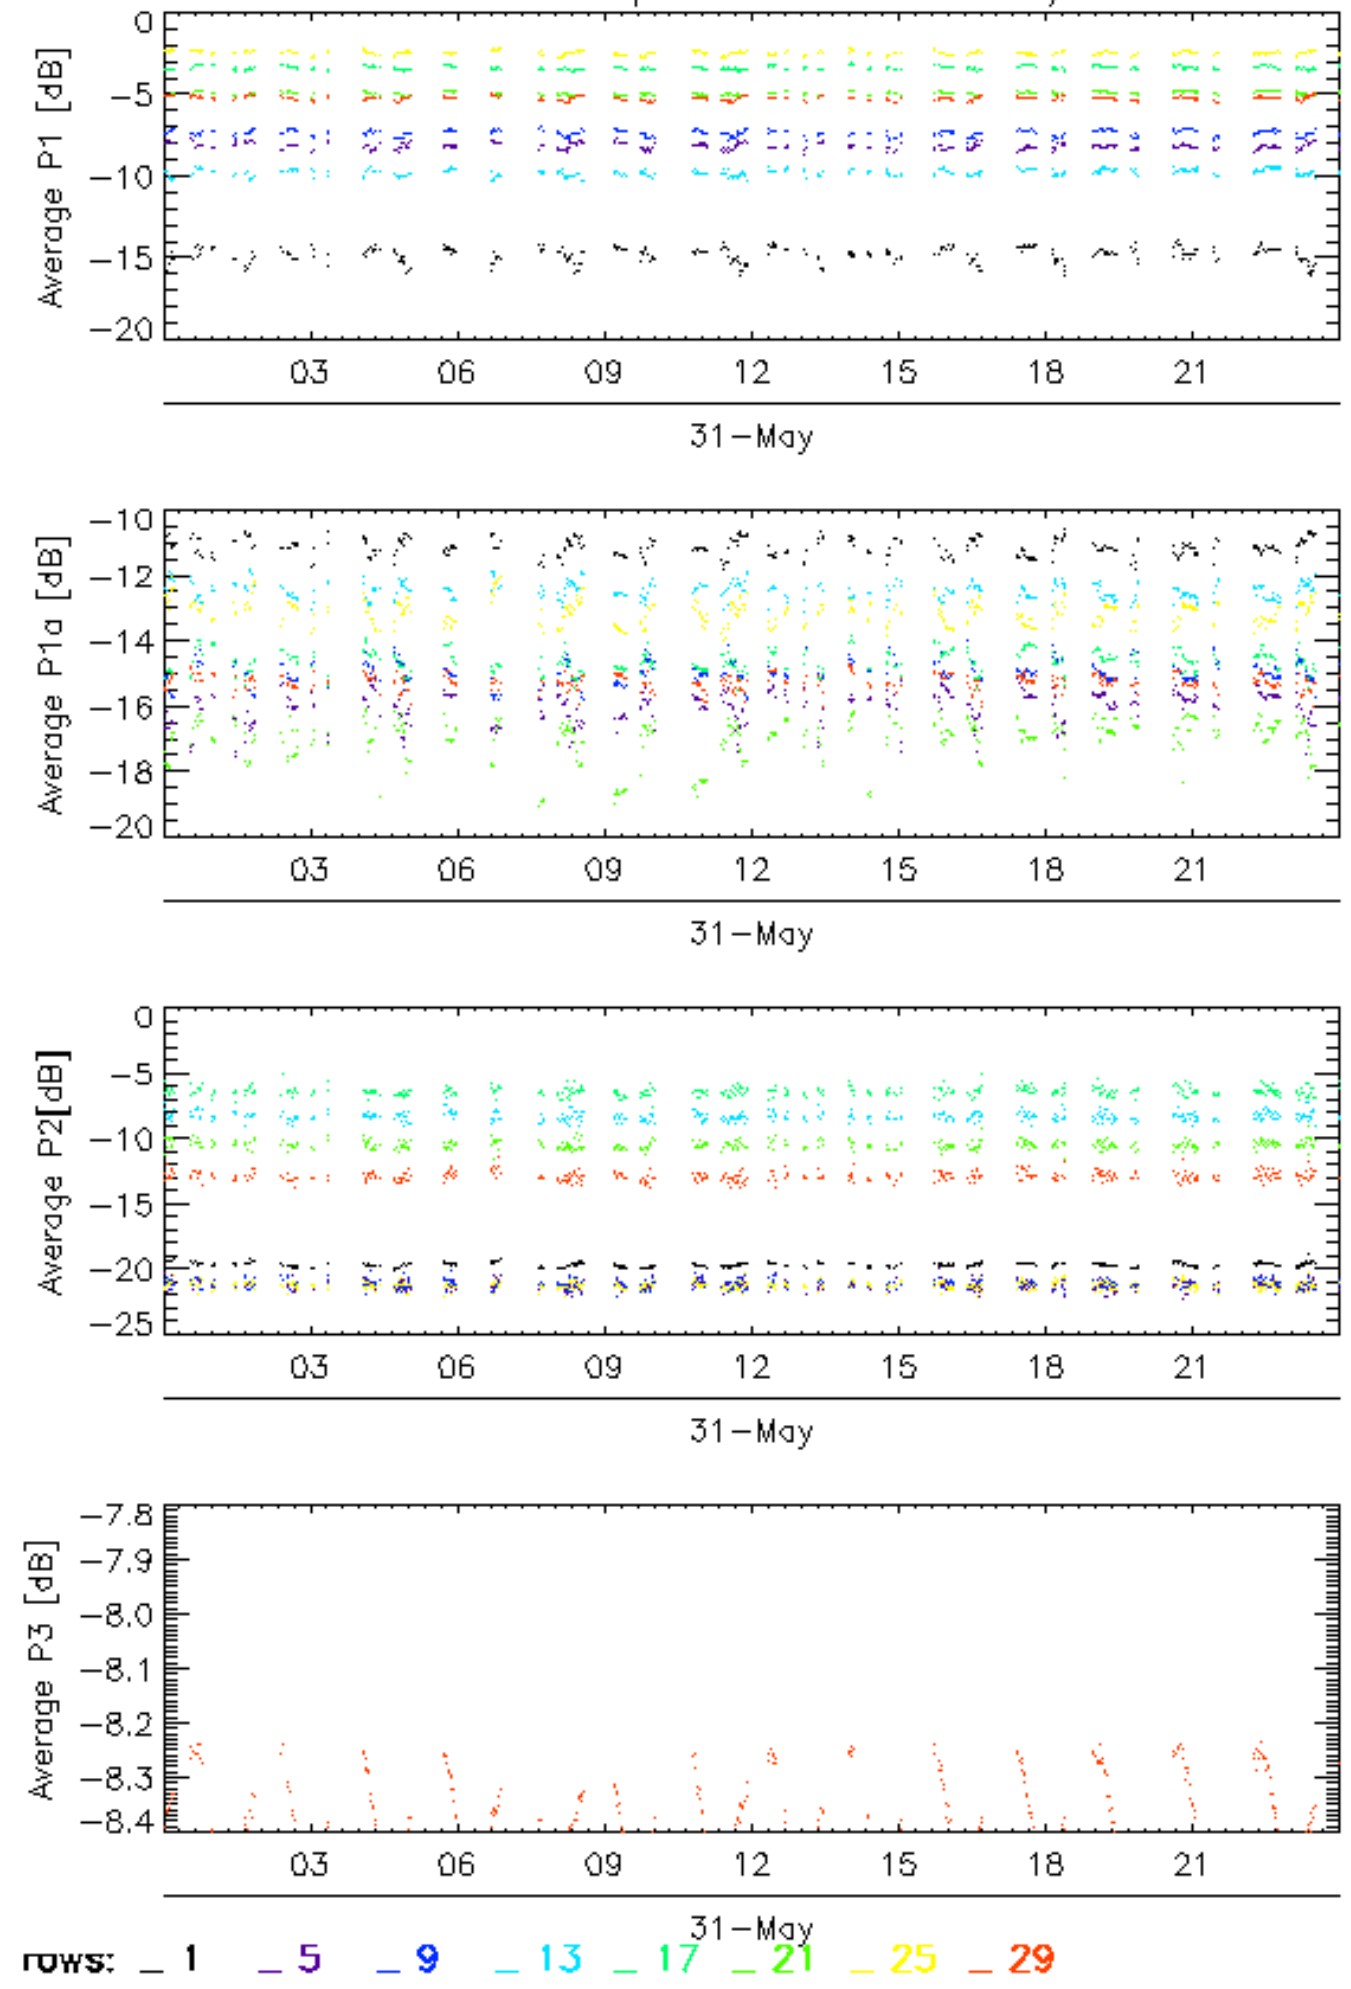 0
−5
−10
−15
−20
Average P1 [dB]
03 06 09 12 15 18 21
31−May
−10
−12
−14
−16
−18
−20
Average P1a [dB]
03 06 09 12 15 18 21
31−May
0
−5
−10
−15
−20
−25
Average P2[dB]
03 06 09 12 15 18 21
31−May
−7.8
−7.9
−8.0
−8.1
−8.2
−8.3
−8.4
Average P3 [dB]
03 06 09 12 15 18 21
31−May
rows: _ 1 _ 5 _ 9 _ 13 _ 17 _ 21 _ 25 _ 29